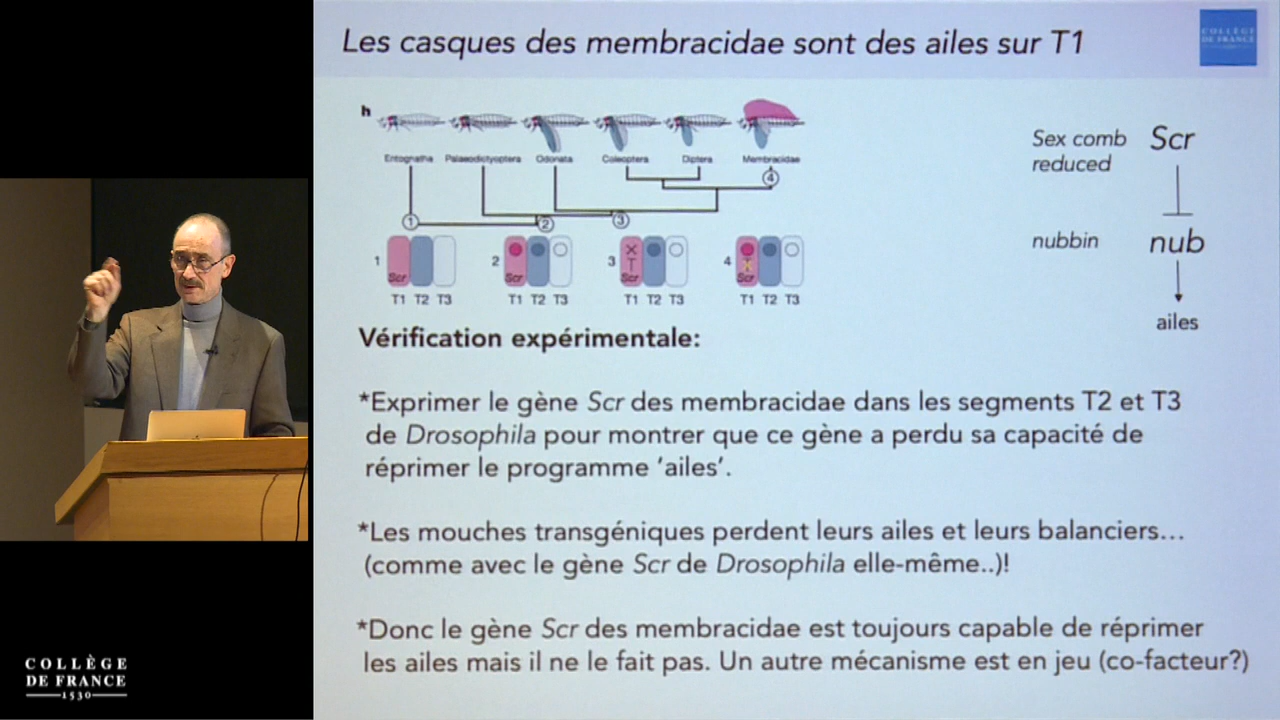 Les casques des membracidae sont des ailes sur T1
COLLÈGE
DE FRANCE
h
Entognatha Palaeodictyoptera Odonata Coleoptera Diptera Membracidae
1 2 3 4
1 Scr 2 Scr 3 X T Scr 4 Scr
T1 T2 T3 T1 T2 T3 T1 T2 T3 T1 T2 T3
Sex comb
reduced
Scr
nubbin
nub
ailes
Vérification expérimentale:
*Exprimer le gène Scr des membracidae dans les segments T2 et T3
de Drosophila pour montrer que ce gène a perdu sa capacité de
réprimer le programme 'ailes'.
*Les mouches transgéniques perdent leurs ailes et leurs balanciers...
(comme avec le gène Scr de Drosophila elle-même..)!
*Donc le gène Scr des membracidae est toujours capable de réprimer
les ailes mais il ne le fait pas. Un autre mécanisme est en jeu (co-facteur?)
COLLÈGE
DE FRANCE
1530